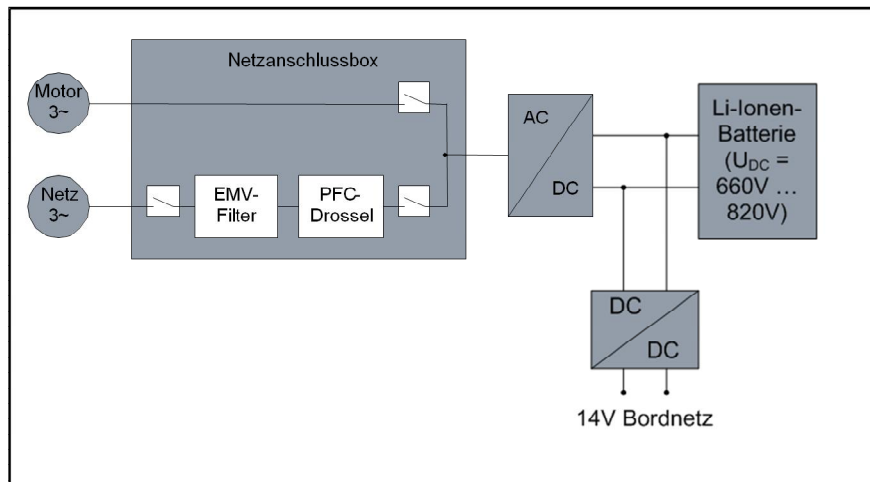 Netzanschlussbox
Motor
3~
Netz
3~
EMV-
Filter
PFC-
Drossel
AC
DC
Li-Ionen-
Batterie
(U_DC =
660V ...
820V)
DC
DC
14V Bordnetz